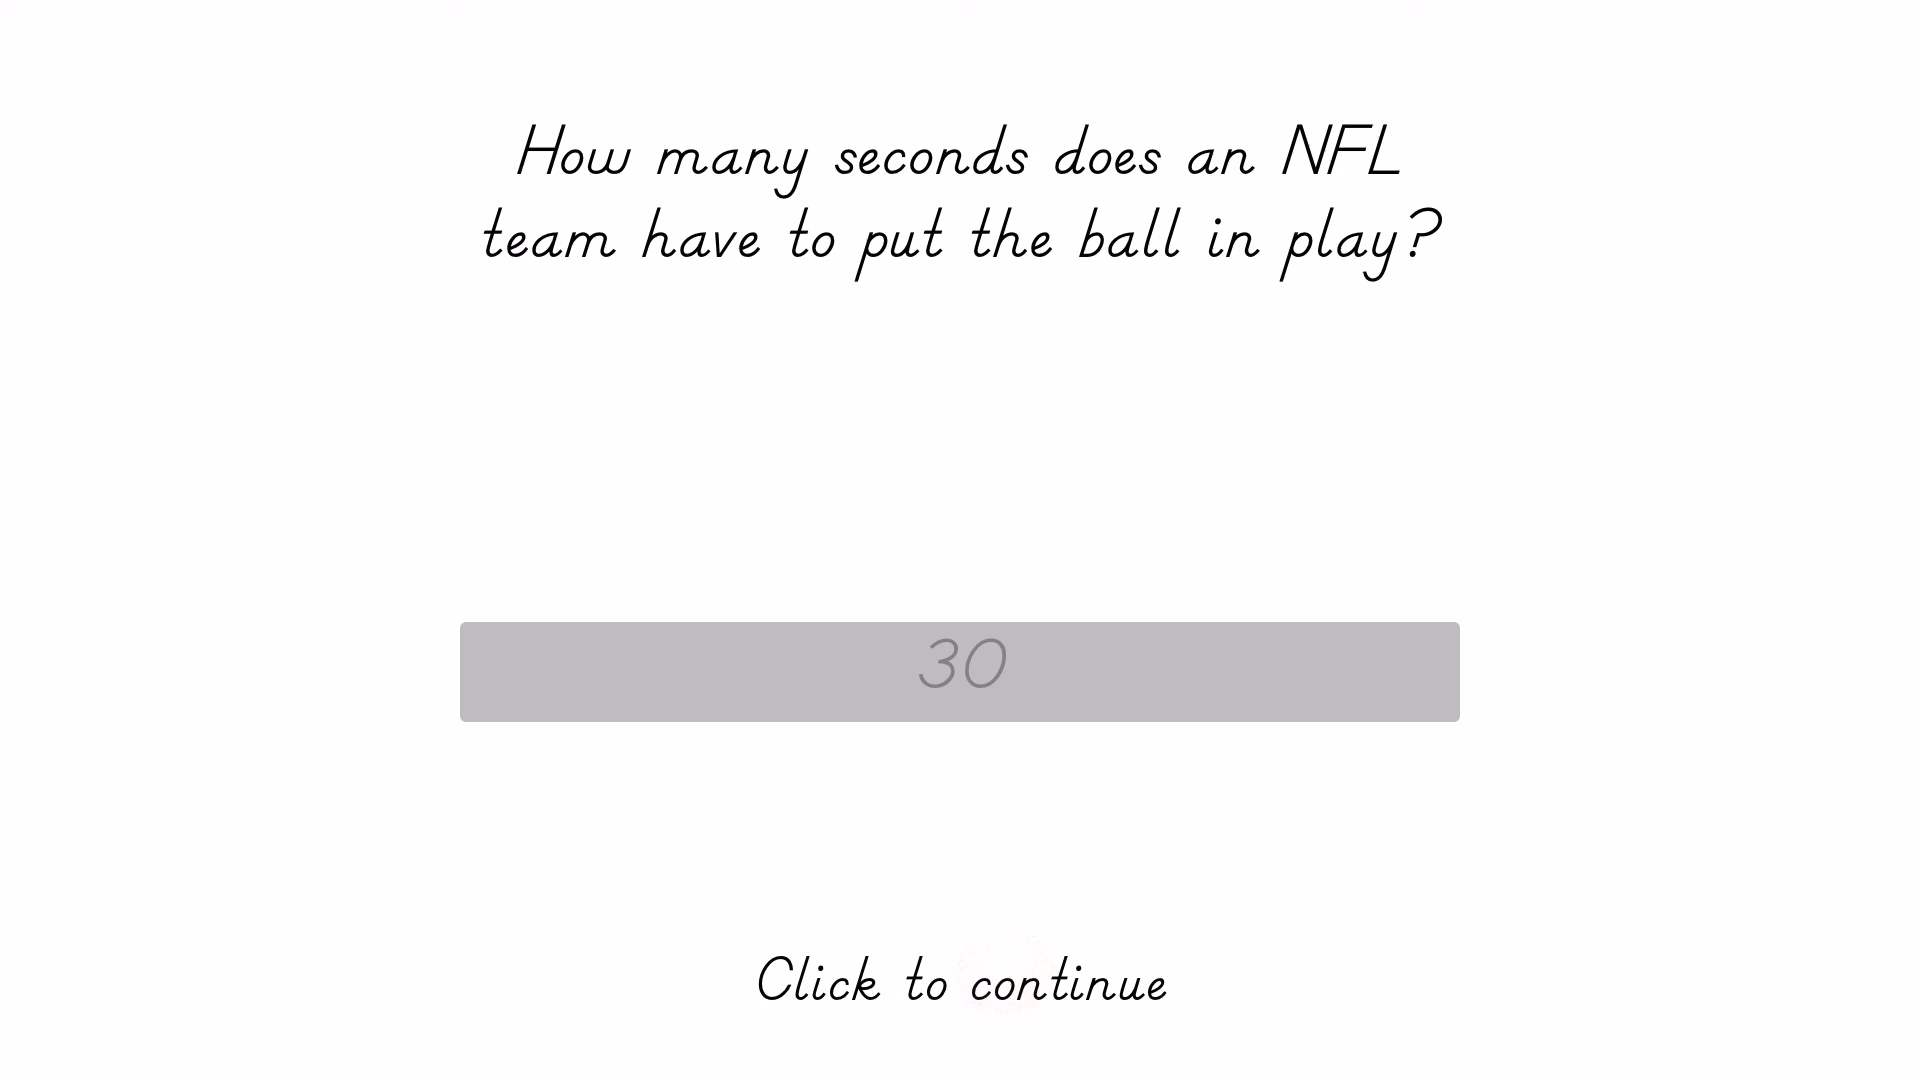 How many seconds does an NFL
team have to put the ball in play?
30
Click to continue